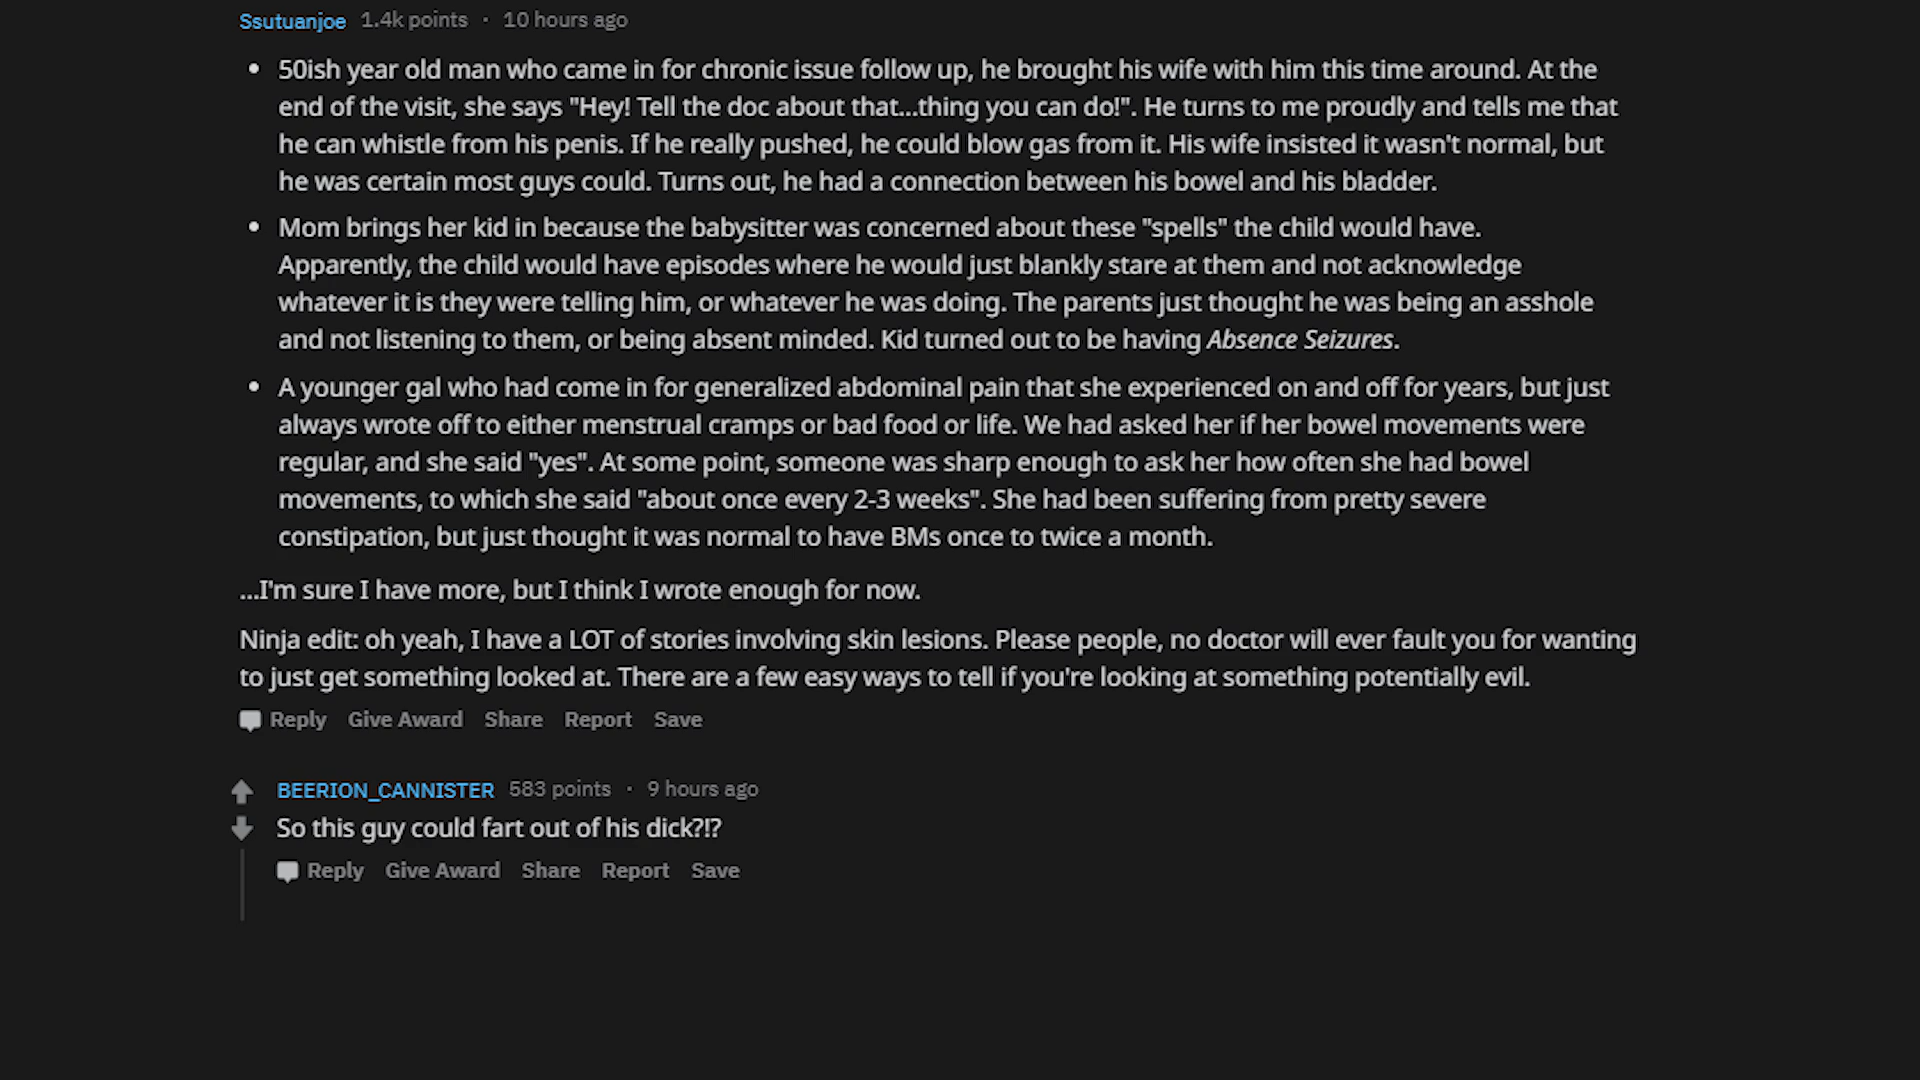 Ssutuanjoe 1.4k points · 10 hours ago
• 50ish year old man who came in for chronic issue follow up, he brought his wife with him this time around. At the
end of the visit, she says "Hey! Tell the doc about that...thing you can do!". He turns to me proudly and tells me that
he can whistle from his penis. If he really pushed, he could blow gas from it. His wife insisted it wasn't normal, but
he was certain most guys could. Turns out, he had a connection between his bowel and his bladder.
• Mom brings her kid in because the babysitter was concerned about these "spells" the child would have.
Apparently, the child would have episodes where he would just blankly stare at them and not acknowledge
whatever it is they were telling him, or whatever he was doing. The parents just thought he was being an asshole
and not listening to them, or being absent minded. Kid turned out to be having Absence Seizures.
• A younger gal who had come in for generalized abdominal pain that she experienced on and off for years, but just
always wrote off to either menstrual cramps or bad food or life. We had asked her if her bowel movements were
regular, and she said "yes". At some point, someone was sharp enough to ask her how often she had bowel
movements, to which she said "about once every 2-3 weeks". She had been suffering from pretty severe
constipation, but just thought it was normal to have BMs once to twice a month.
...I'm sure I have more, but I think I wrote enough for now.
Ninja edit: oh yeah, I have a LOT of stories involving skin lesions. Please people, no doctor will ever fault you for wanting
to just get something looked at. There are a few easy ways to tell if you're looking at something potentially evil.
Reply Give Award Share Report Save
BEERION_CANNISTER 583 points · 9 hours ago
So this guy could fart out of his dick?!?
Reply Give Award Share Report Save